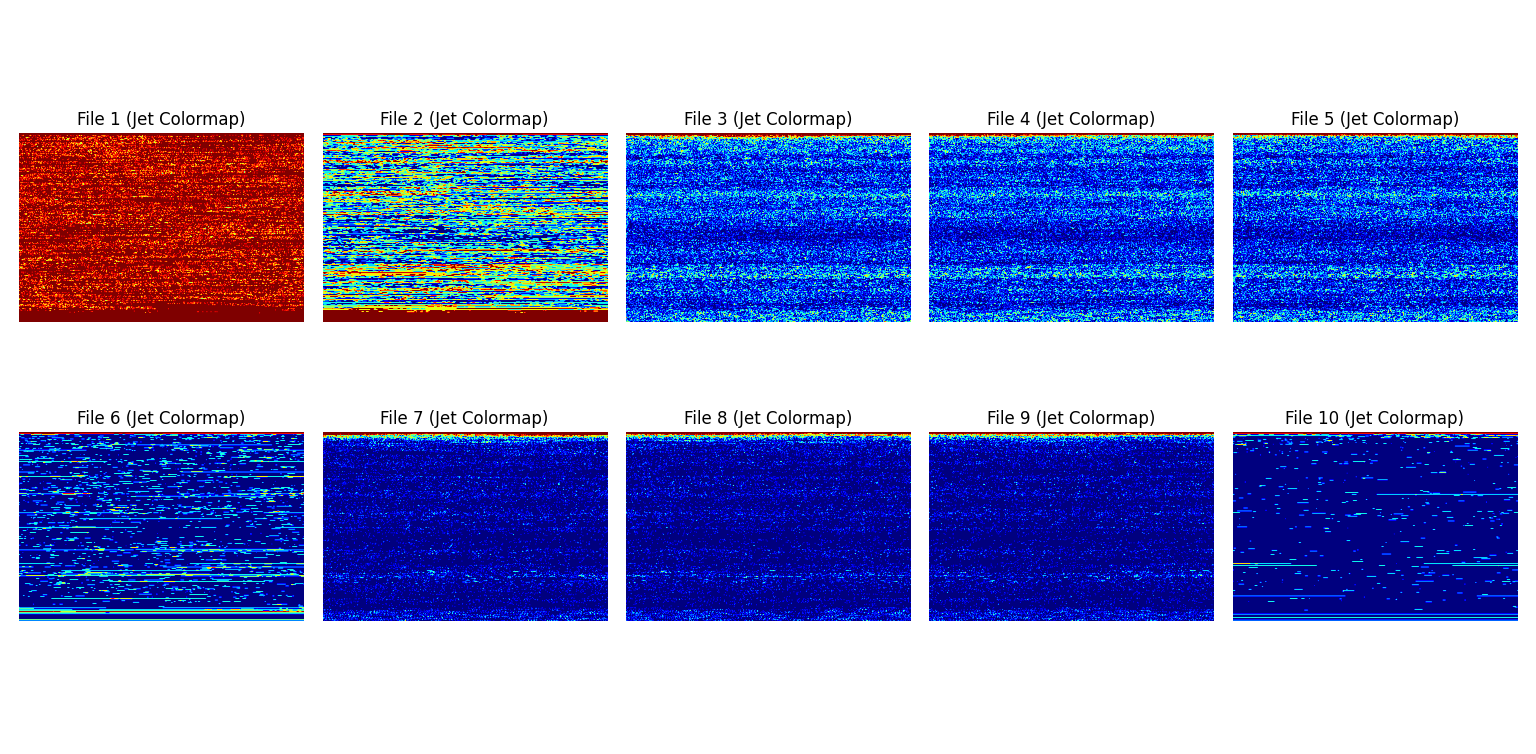 File 1 (Jet Colormap)
File 2 (Jet Colormap)
File 3 (Jet Colormap)
File 4 (Jet Colormap)
File 5 (Jet Colormap)
File 6 (Jet Colormap)
File 7 (Jet Colormap)
File 8 (Jet Colormap)
File 9 (Jet Colormap)
File 10 (Jet Colormap)